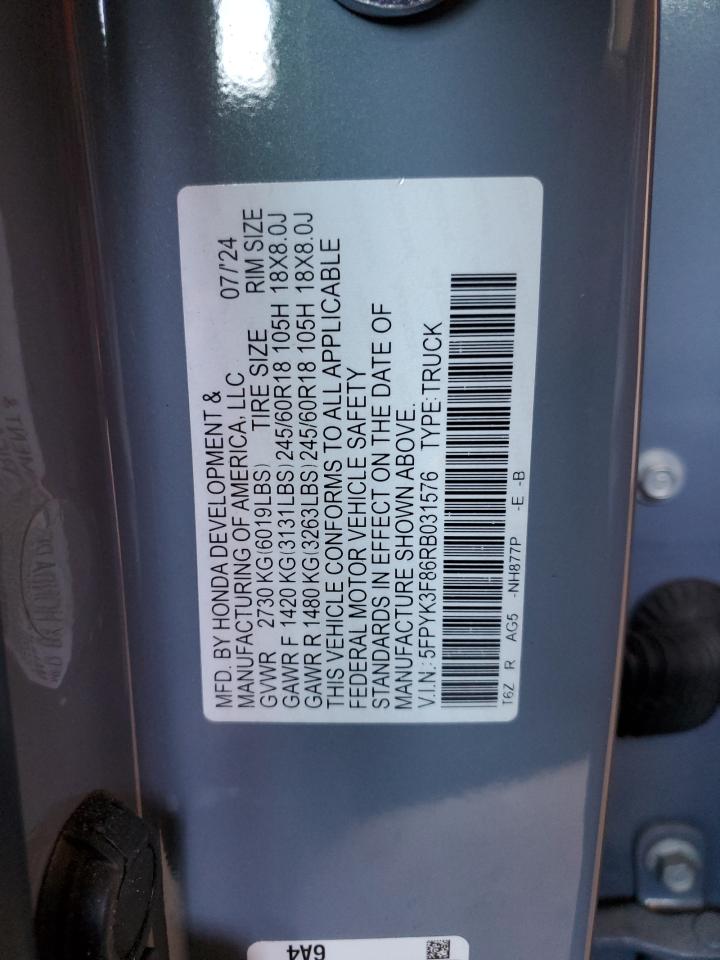 MFD. BY HONDA DEVELOPMENT & 07/'24
MANUFACTURING OF AMERICA, LLC
GVWR 2730 KG(6019LBS) TIRE SIZE RIM SIZE
GAWR F 1420 KG(3131LBS) 245/60R18 105H 18X8.0J
GAWR R 1480 KG(3263LBS) 245/60R18 105H 18X8.0J
THIS VEHICLE CONFORMS TO ALL APPLICABLE
FEDERAL MOTOR VEHICLE SAFETY
STANDARDS IN EFFECT ON THE DATE OF
MANUFACTURE SHOWN ABOVE.
V.I.N.: 5FPYK3F86RB031576 TYPE: TRUCK
T6Z R AG5 -NH877P -E -B
6A4